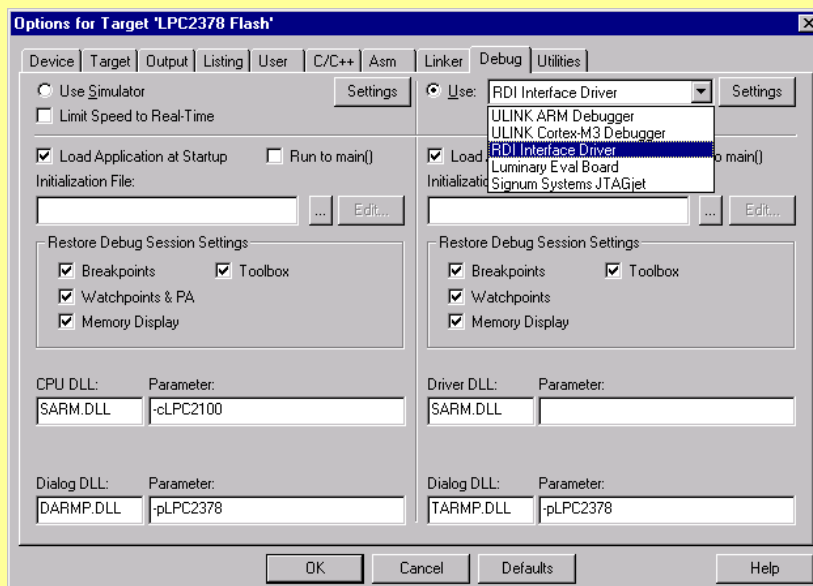 Options for Target 'LPC2378 Flash'
Device Target Output Listing User C/C++ Asm Linker Debug Utilities
Use Simulator Settings
Limit Speed to Real-Time
Use: RDI Interface Driver Settings
ULINK ARM Debugger
ULINK Cortex-M3 Debugger
RDI Interface Driver
Luminary Eval Board
Signum Systems JTAGjet
Load Application at Startup Run to main()
Initialization File:
... Edit...
Restore Debug Session Settings
Breakpoints Toolbox
Watchpoints & PA
Memory Display
CPU DLL: Parameter:
SARM.DLL -cLPC2100
Dialog DLL: Parameter:
DARMP.DLL -pLPC2378
Load main()
... Edit...
Restore Debug Session Settings
Breakpoints Toolbox
Watchpoints
Memory Display
Driver DLL: Parameter:
SARM.DLL
Dialog DLL: Parameter:
TARMP.DLL -pLPC2378
OK Cancel Defaults Help